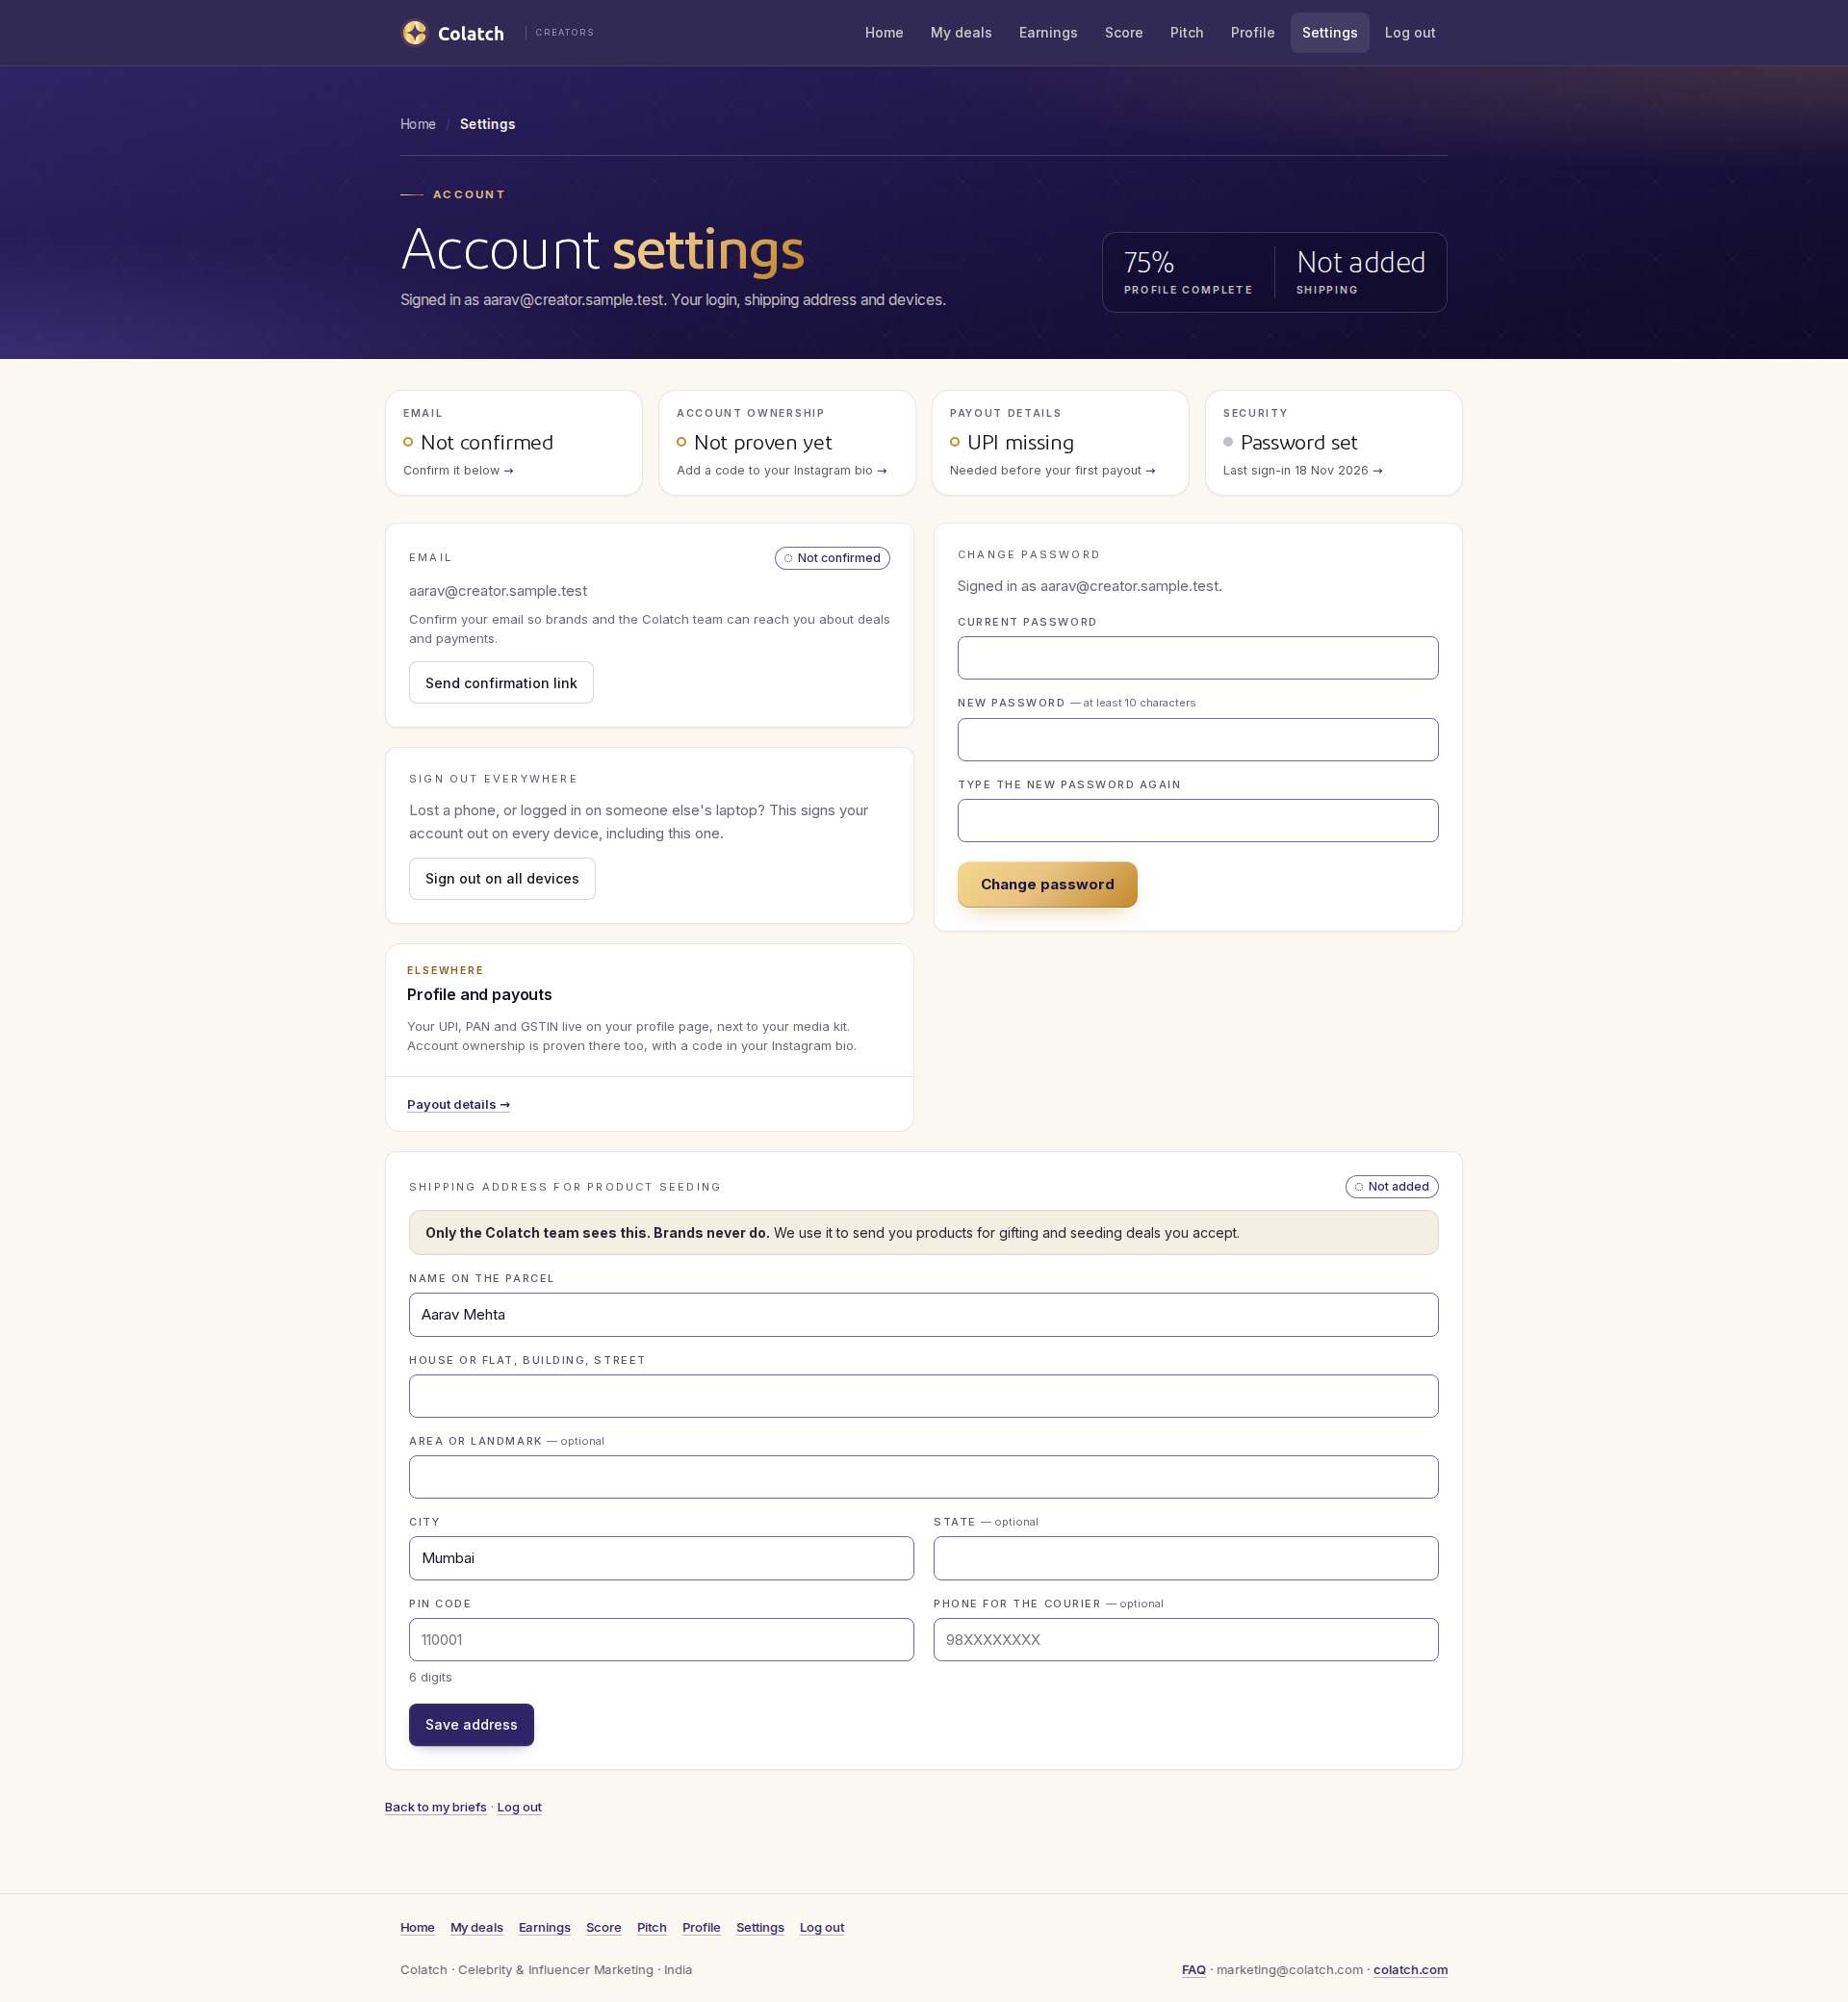 Colatch
CREATORS
Home
My deals
Earnings
Score
Pitch
Profile
Settings
Log out
Home / Settings
ACCOUNT
Account settings
Signed in as aarav@creator.sample.test. Your login, shipping address and devices.
75%
PROFILE COMPLETE
Not added
SHIPPING
EMAIL
Not confirmed
Confirm it below →
ACCOUNT OWNERSHIP
Not proven yet
Add a code to your Instagram bio →
PAYOUT DETAILS
UPI missing
Needed before your first payout →
SECURITY
Password set
Last sign-in 18 Nov 2026 →
EMAIL
Not confirmed
aarav@creator.sample.test
Confirm your email so brands and the Colatch team can reach you about deals
and payments.
Send confirmation link
SIGN OUT EVERYWHERE
Lost a phone, or logged in on someone else's laptop? This signs your
account out on every device, including this one.
Sign out on all devices
ELSEWHERE
Profile and payouts
Your UPI, PAN and GSTIN live on your profile page, next to your media kit.
Account ownership is proven there too, with a code in your Instagram bio.
Payout details →
CHANGE PASSWORD
Signed in as aarav@creator.sample.test.
CURRENT PASSWORD
NEW PASSWORD — at least 10 characters
TYPE THE NEW PASSWORD AGAIN
Change password
SHIPPING ADDRESS FOR PRODUCT SEEDING
Not added
Only the Colatch team sees this. Brands never do. We use it to send you products for gifting and seeding deals you accept.
NAME ON THE PARCEL
Aarav Mehta
HOUSE OR FLAT, BUILDING, STREET
AREA OR LANDMARK — optional
CITY
Mumbai
STATE — optional
PIN CODE
110001
6 digits
PHONE FOR THE COURIER — optional
98XXXXXXXX
Save address
Back to my briefs · Log out
Home
My deals
Earnings
Score
Pitch
Profile
Settings
Log out
Colatch · Celebrity & Influencer Marketing · India
FAQ · marketing@colatch.com · colatch.com